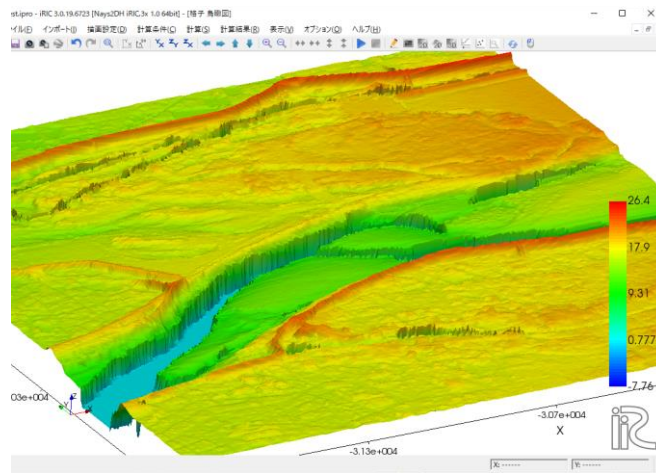 est.ipro - iRIC 3.0.19.6723 [Nays2DH iRIC3.x 1.0 64bit] - [格子 鳥瞰図]
イル(F) インポート(I) 描画設定(D) 計算条件(C) 計算(S) 計算結果(R) 表示(V) オプション(O) ヘルプ(H)
26.4
17.9
9.31
0.777
-7.76
03e+004
Z
Y
-3.07e+004
X
-3.13e+004
iRIC
X: ------
Y: ------